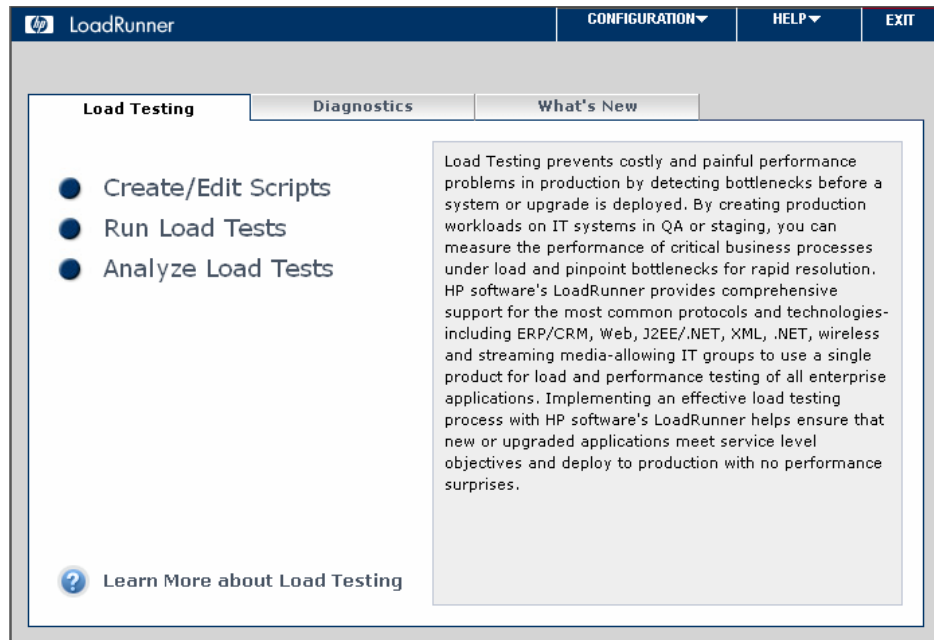 hp LoadRunner CONFIGURATION HELP EXIT
Load Testing Diagnostics What's New
Create/Edit Scripts
Run Load Tests
Analyze Load Tests
Load Testing prevents costly and painful performance
problems in production by detecting bottlenecks before a
system or upgrade is deployed. By creating production
workloads on IT systems in QA or staging, you can
measure the performance of critical business processes
under load and pinpoint bottlenecks for rapid resolution.
HP software's LoadRunner provides comprehensive
support for the most common protocols and technologies-
including ERP/CRM, Web, J2EE/.NET, XML, .NET, wireless
and streaming media-allowing IT groups to use a single
product for load and performance testing of all enterprise
applications. Implementing an effective load testing
process with HP software's LoadRunner helps ensure that
new or upgraded applications meet service level
objectives and deploy to production with no performance
surprises.
? Learn More about Load Testing